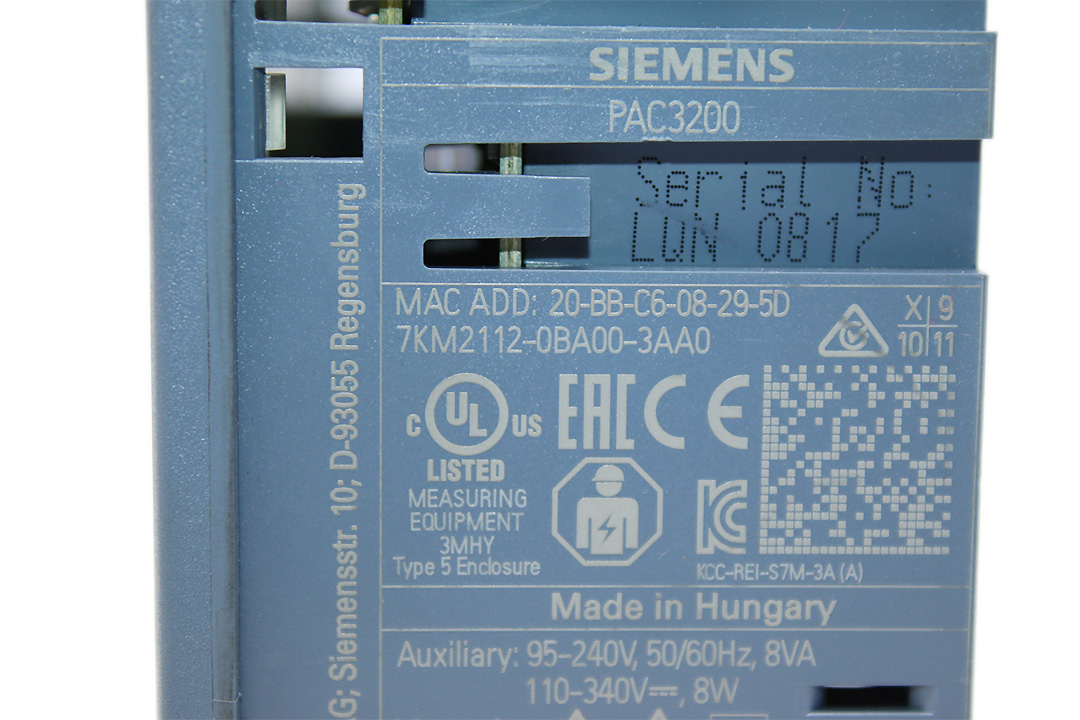 SIEMENS
PAC3200
Serial No:
LQN 0817
MAC ADD: 20-BB-C6-08-29-5D
7KM2112-0BA00-3AA0
X 9
10 11
C UL US
LISTED
MEASURING
EQUIPMENT
3MHY
Type 5 Enclosure
EAC CE
KC
KCC-REI-S7M-3A (A)
Made in Hungary
Auxiliary: 95-240V, 50/60Hz, 8VA
110-340V⎓, 8W
G; Siemensstr. 10; D-93055 Regensburg